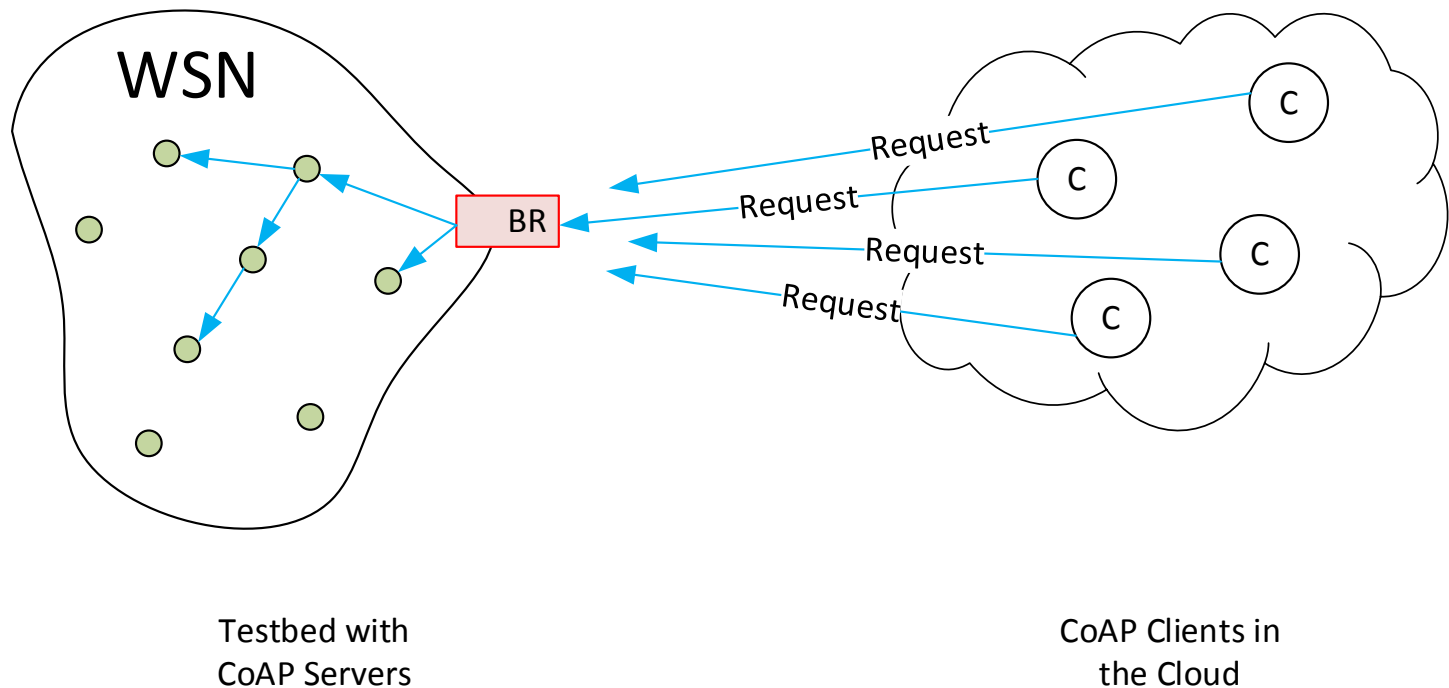 WSN
BR
Request
Request
Request
Request
C
C
C
C
Testbed with
CoAP Servers
CoAP Clients in
the Cloud